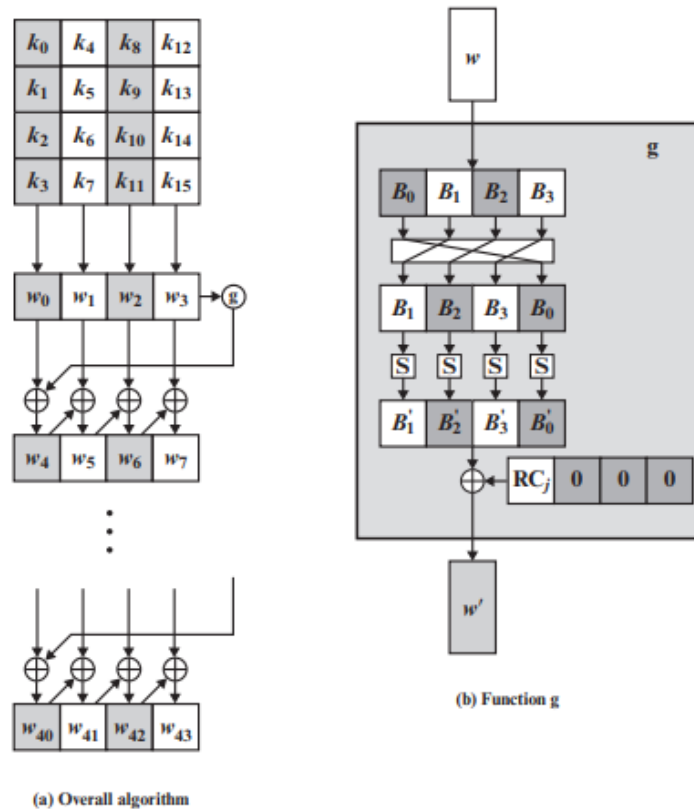 k0 k4 k8 k12
k1 k5 k9 k13
k2 k6 k10 k14
k3 k7 k11 k15
w0 w1 w2 w3 g
w4 w5 w6 w7
w40 w41 w42 w43
(a) Overall algorithm
w
g
B0 B1 B2 B3
B1 B2 B3 B0
S S S S
B′1 B′2 B′3 B′0
RCj 0 0 0
w′
(b) Function g